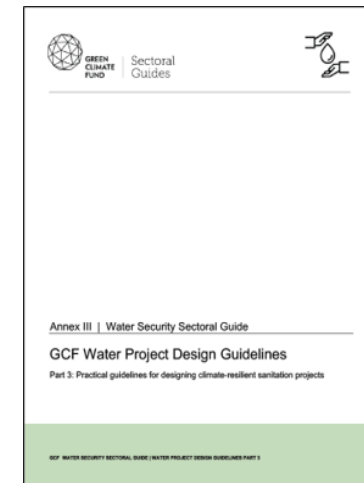 GREEN
CLIMATE
FUND
Sectoral
Guides
Annex III | Water Security Sectoral Guide
GCF Water Project Design Guidelines
Part 3: Practical guidelines for designing climate-resilient sanitation projects
GCF WATER SECURITY SECTORAL GUIDE | WATER PROJECT DESIGN GUIDELINES PART 3